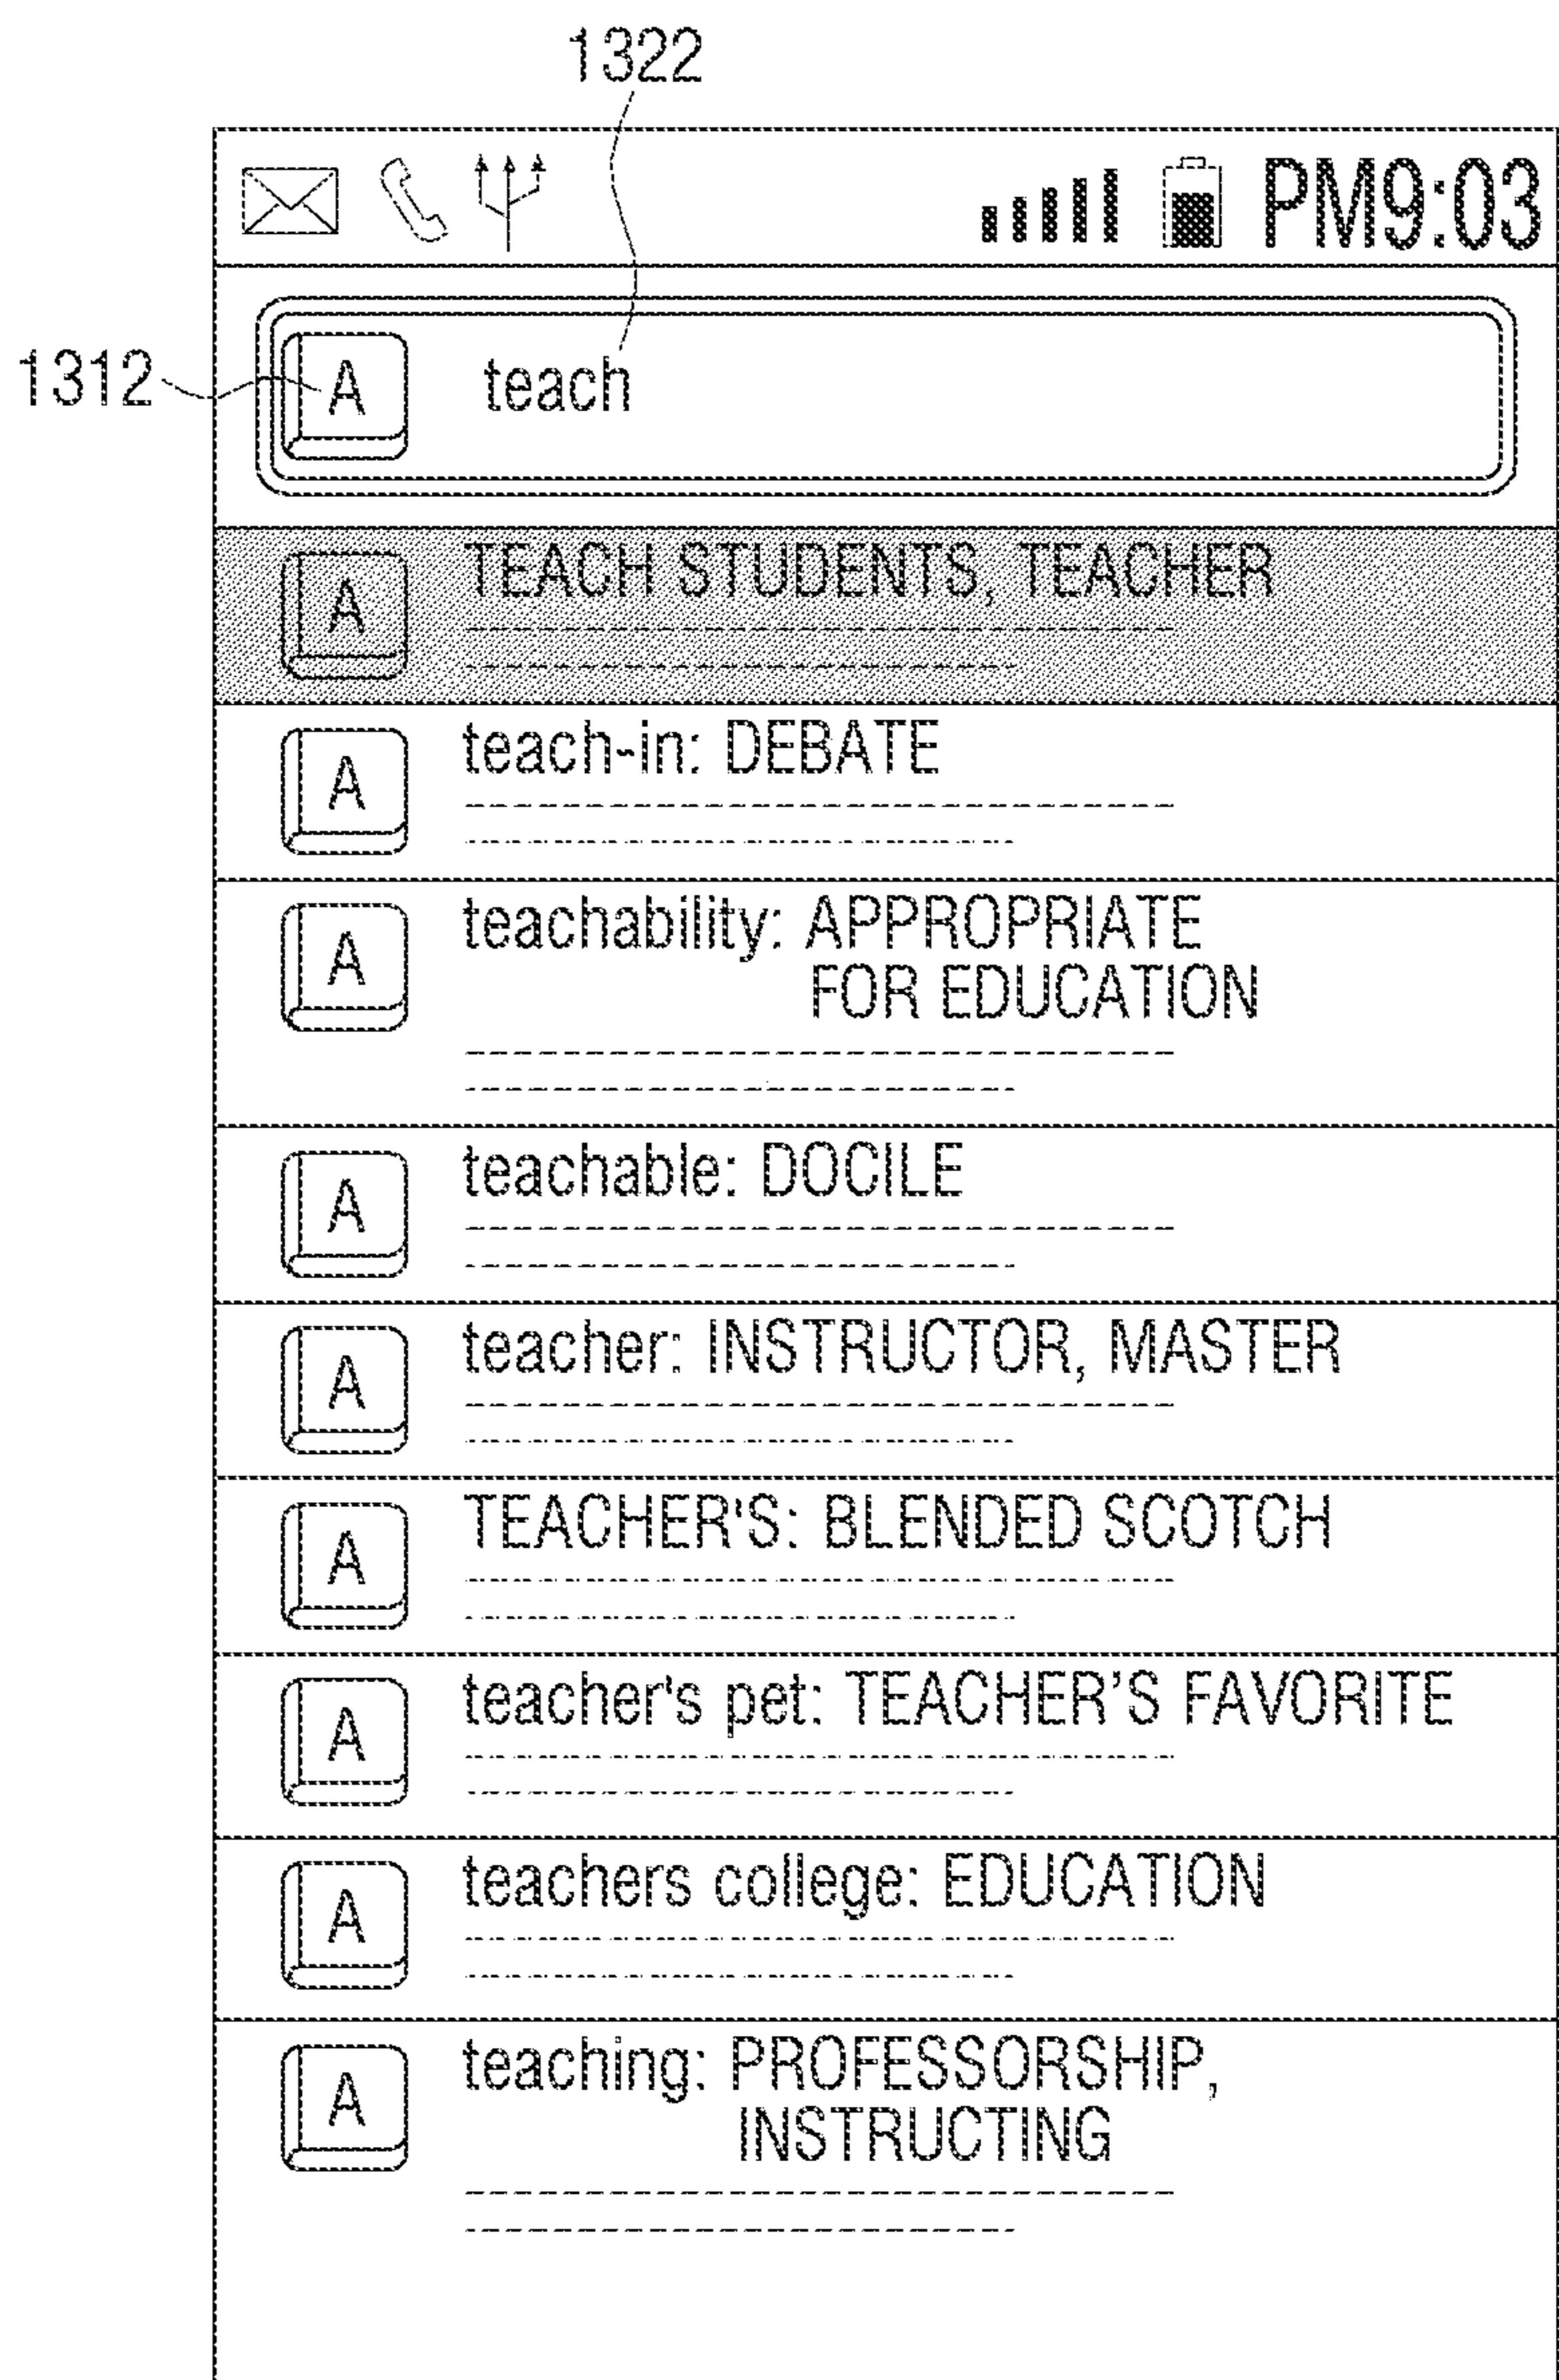 1322
PM9:03
1312
A teach
A TEACH STUDENTS, TEACHER
A teach-in: DEBATE
A teachability: APPROPRIATE
FOR EDUCATION
A teachable: DOCILE
A teacher: INSTRUCTOR, MASTER
A TEACHER'S: BLENDED SCOTCH
A teacher's pet: TEACHER’S FAVORITE
A teachers college: EDUCATION
A teaching: PROFESSORSHIP,
INSTRUCTING